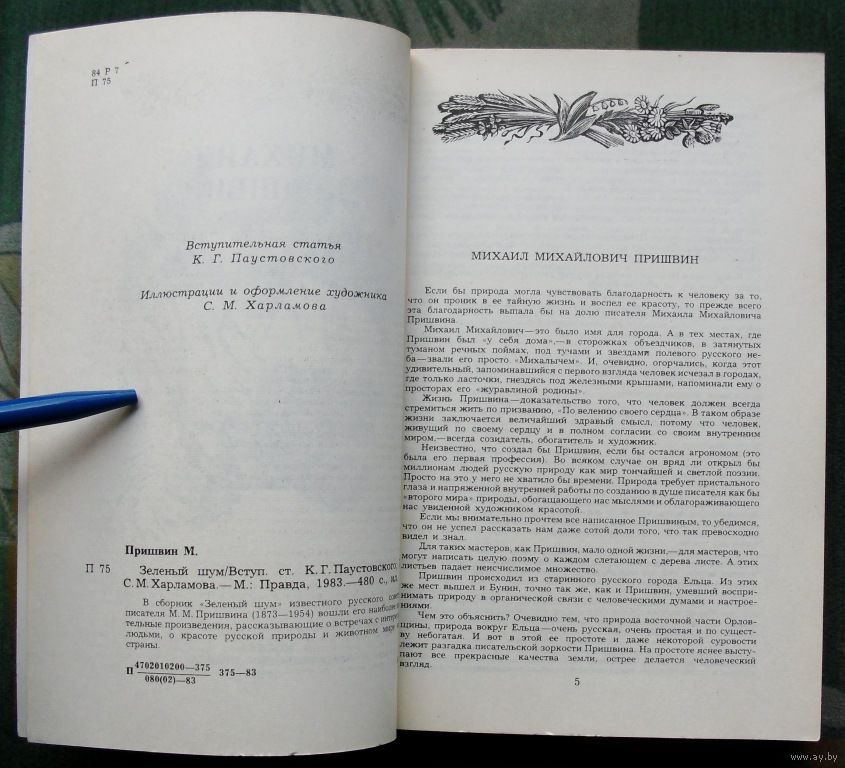 84 Р 7
П 75
Вступительная статья
К. Г. Паустовского
Иллюстрации и оформление художника
С. М. Харламова
Пришвин М.
П 75 Зеленый шум/Вступ. ст. К. Г. Паустовского,
С. М. Харламова.— М.: Правда, 1983.—480 с., ил.
В сборник «Зеленый шум» известного русского
писателя М. М. Пришвина (1873—1954) вошли его наиболее
тельные произведения, рассказывающие о встречах с
людьми, о красоте русской природы и животном
страны.
П 4702010200—375
080(02)—83 375—83
МИХАИЛ МИХАЙЛОВИЧ ПРИШВИН
Если бы природа могла чувствовать благодарность к человеку за то,
что он проник в ее тайную жизнь и воспел ее красоту, то прежде всего
эта благодарность выпала бы на долю писателя Михаила Михайловича
Пришвина.
Михаил Михайлович—это было имя для города. А в тех местах, где
Пришвин был «у себя дома»,—в сторожках объездчиков, в затянутых
туманом речных поймах, под тучами и звездами полевого русского не-
ба—звали его просто «Михалычем». И, очевидно, огорчались, когда этот
удивительный, запоминавшийся с первого взгляда человек исчезал в городах,
где только ласточки, гнездясь под железными крышами, напоминали ему о
просторах его «журавлиной родины».
Жизнь Пришвина—доказательство того, что человек должен всегда
стремиться жить по призванию, «По велению своего сердца». В таком образе
жизни заключается величайший здравый смысл, потому что человек,
живущий по своему сердцу и в полном согласии со своим внутренним
миром,—всегда созидатель, обогатитель и художник.
Неизвестно, что создал бы Пришвин, если бы остался агрономом (это
была его первая профессия). Во всяком случае он вряд ли открыл бы
миллионам людей русскую природу как мир тончайшей и светлой поэзии.
Просто на это у него не хватило бы времени. Природа требует пристального
глаза и напряженной внутренней работы по созданию в душе писателя как бы
«второго мира» природы, обогащающего нас мыслями и облагораживающего
нас увиденной художником красотой.
Если мы внимательно прочтем все написанное Пришвиным, то убедимся,
что он не успел рассказать нам даже сотой доли того, что так превосходно
видел и знал.
Для таких мастеров, как Пришвин, мало одной жизни,—для мастеров, что
могут написать целую поэму о каждом слетающем с дерева листе. А этих
листьев падает неисчислимое множество.
Пришвин происходил из старинного русского города Ельца. Из этих
же мест вышел и Бунин, точно так же, как и Пришвин, умевший воспри-
нимать природу в органической связи с человеческими думами и настрое-
ниями.
Чем это объяснить? Очевидно тем, что природа восточной части Орлов-
щины, природа вокруг Ельца—очень русская, очень простая и по сущест-
ву небогатая. И вот в этой ее простоте и даже некоторой суровости
лежит разгадка писательской зоркости Пришвина. На простоте яснее высту-
пают все прекрасные качества земли, острее делается человеческий
взгляд.
5
www.ay.by